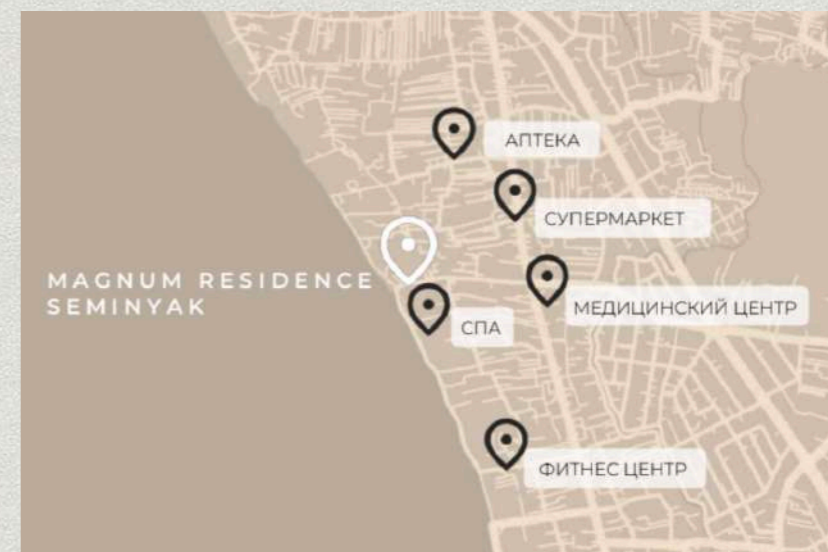 АПТЕКА
СУПЕРМАРКЕТ
MAGNUM RESIDENCE
SEMINYAK
МЕДИЦИНСКИЙ ЦЕНТР
СПА
ФИТНЕС ЦЕНТР